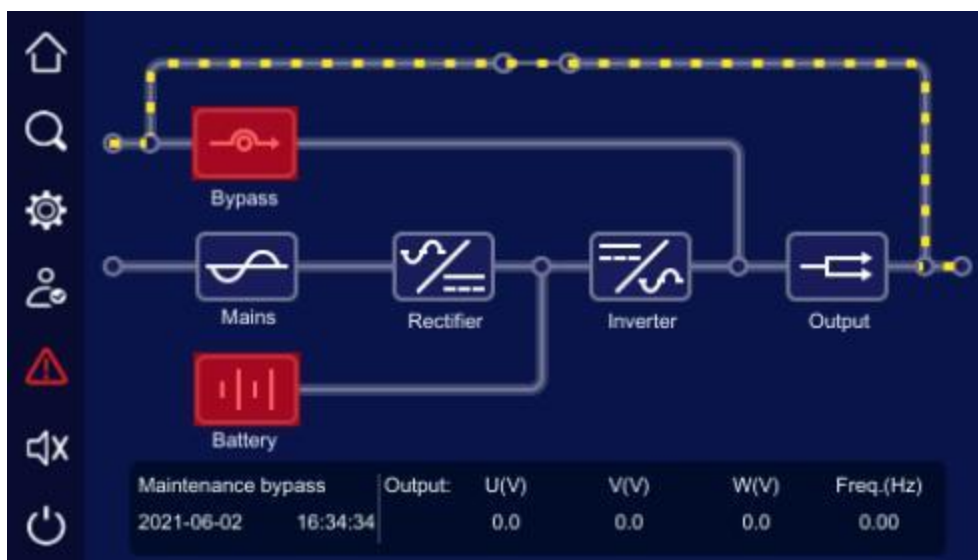 Bypass
Mains
Rectifier
Inverter
Output
Battery
Maintenance bypass Output: U(V) V(V) W(V) Freq.(Hz)
2021-06-02 16:34:34 0.0 0.0 0.0 0.00